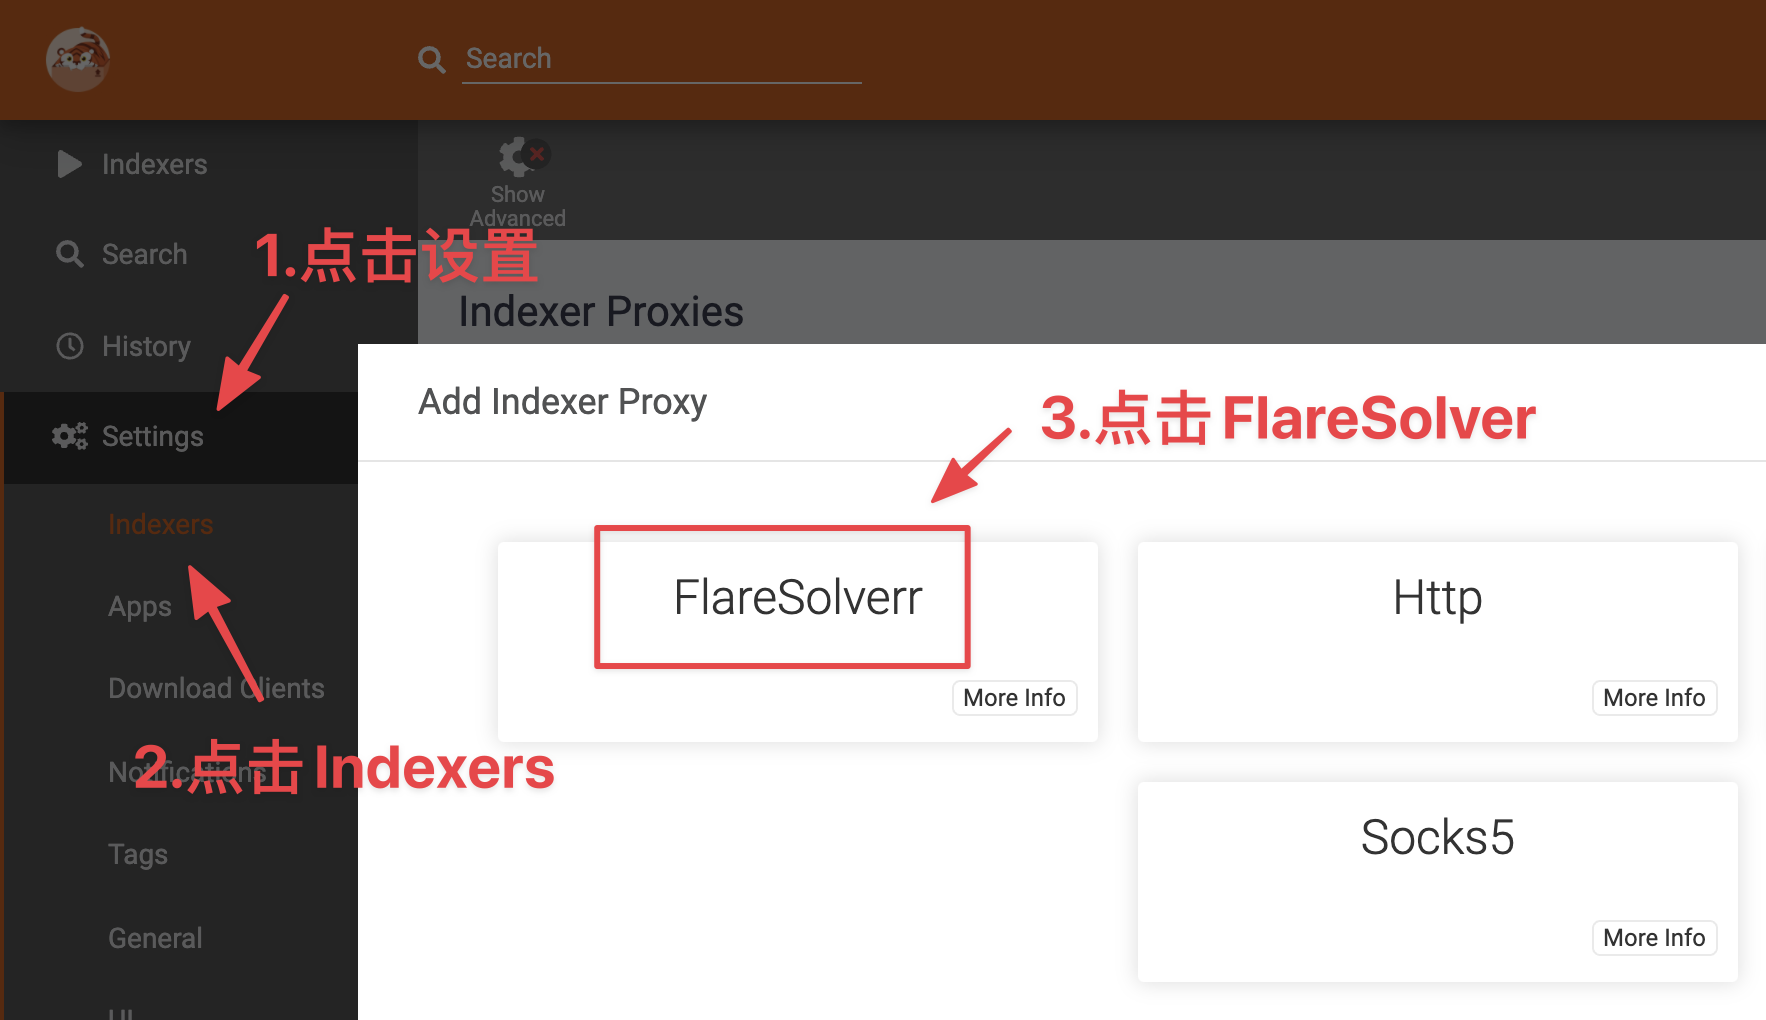 Search
Indexers
Search
History
Settings
Indexers
Apps
Download Clients
Notifications
Tags
General
UI
Show
Advanced
1.点击设置
Indexer Proxies
Add Indexer Proxy
3.点击 FlareSolver
FlareSolverr
More Info
Http
More Info
2.点击 Indexers
Socks5
More Info